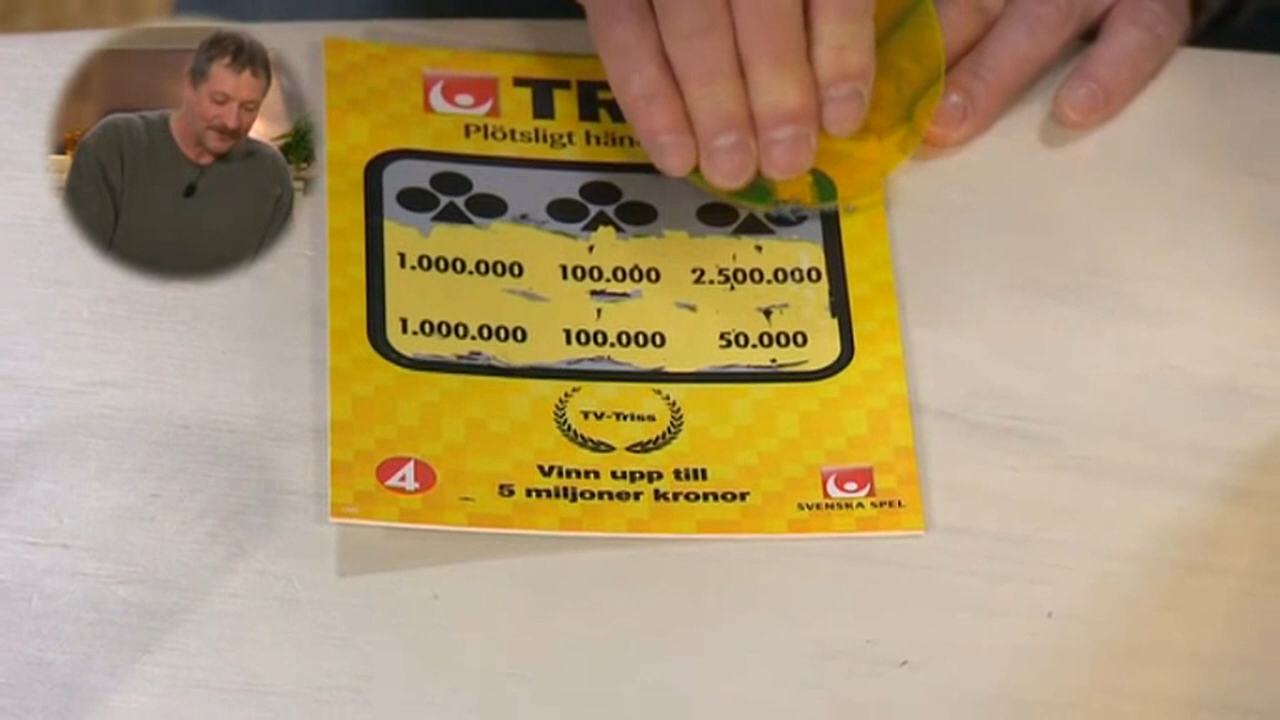 TR
Plötsligt hän
1.000.000 100.000 2.500.000
1.000.000 100.000 50.000
TV-Triss
Vinn upp till
5 miljoner kronor
4
SVENSKA SPEL